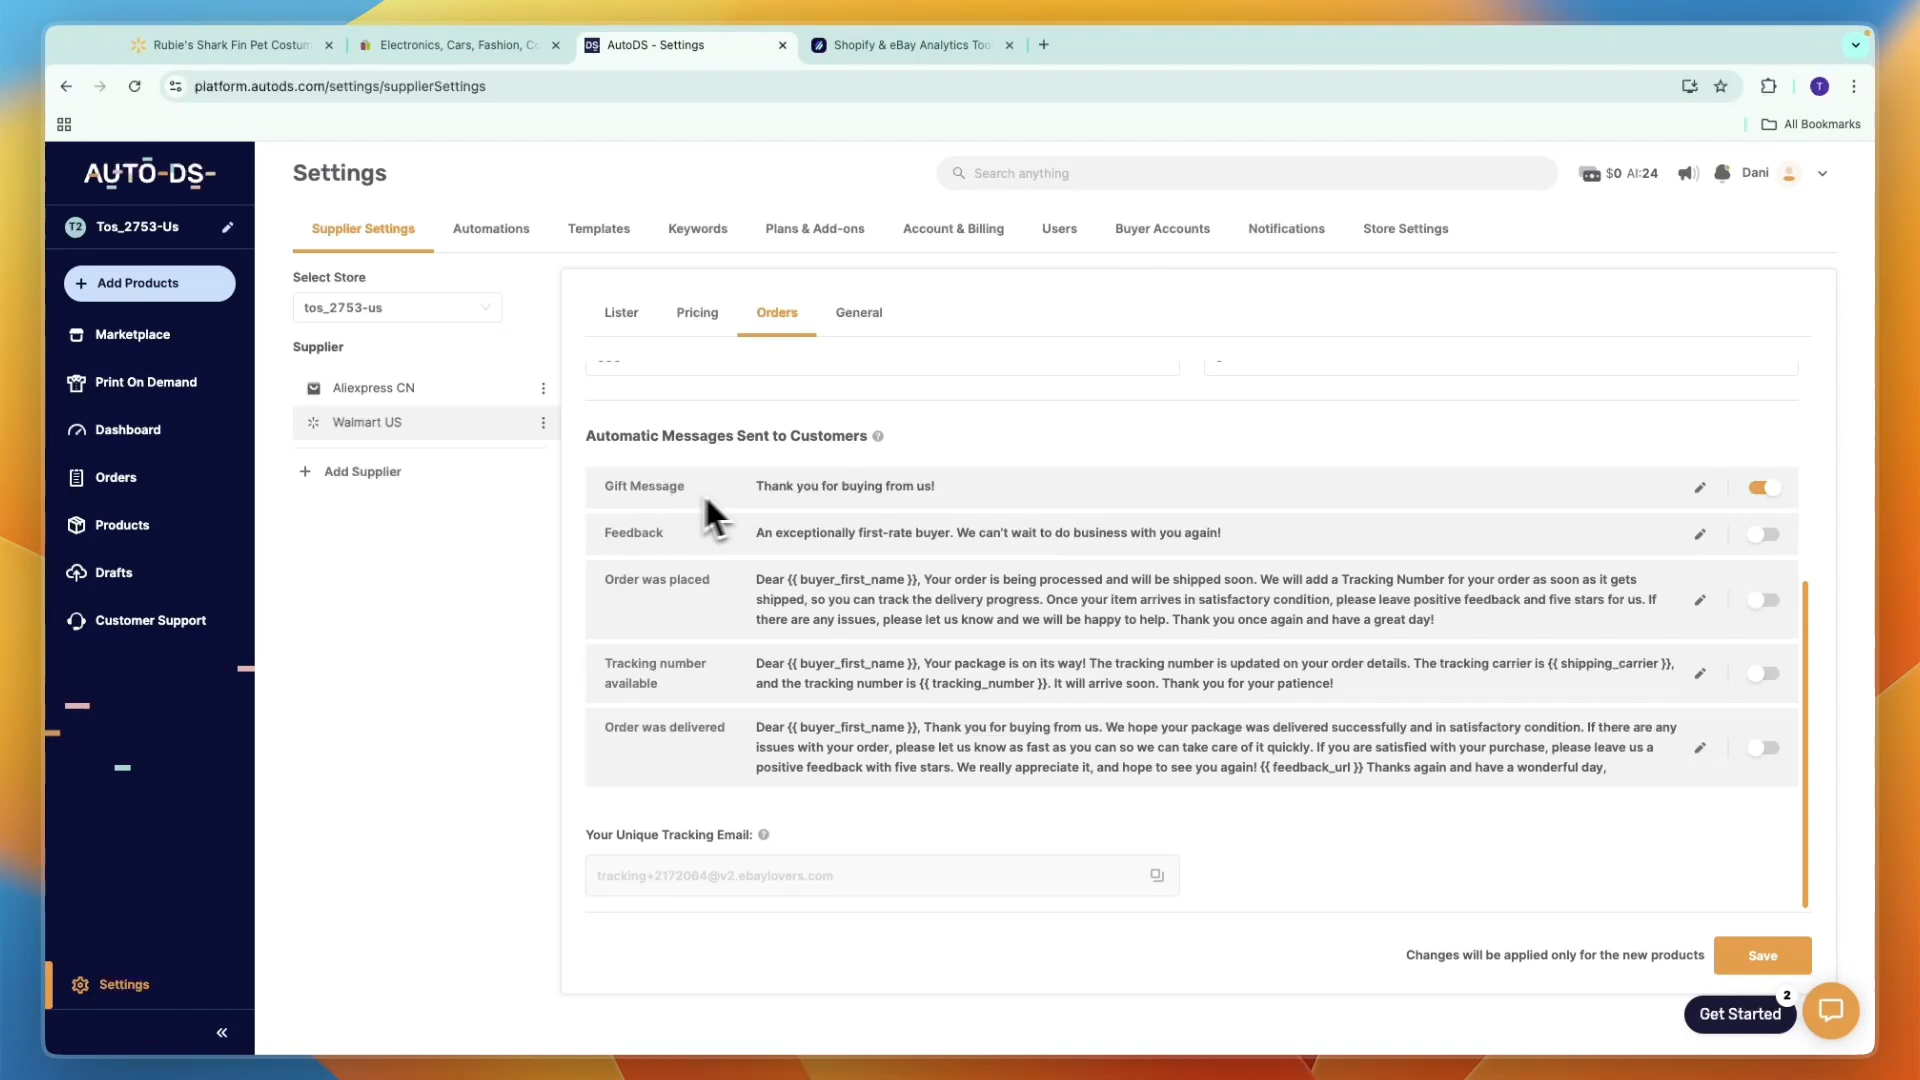 Rubie's Shark Fin Pet Costum
Electronics, Cars, Fashion, Co
DS
AutoDS - Settings
Shopify & eBay Analytics Too
platform.autods.com/settings/supplierSettings
T
All Bookmarks
AUTO-DS-
Settings
Search anything
$0 AI:24
Dani
T2 Tos_2753-Us
Supplier Settings
Automations
Templates
Keywords
Plans & Add-ons
Account & Billing
Users
Buyer Accounts
Notifications
Store Settings
Add Products
Marketplace
Print On Demand
Dashboard
Orders
Products
Drafts
Customer Support
Settings
Select Store
tos_2753-us
Supplier
Aliexpress CN
Walmart US
Add Supplier
Lister
Pricing
Orders
General
Automatic Messages Sent to Customers
Gift Message
Thank you for buying from us!
Feedback
An exceptionally first-rate buyer. We can't wait to do business with you again!
Order was placed
Dear {{ buyer_first_name }}, Your order is being processed and will be shipped soon. We will add a Tracking Number for your order as soon as it gets
shipped, so you can track the delivery progress. Once your item arrives in satisfactory condition, please leave positive feedback and five stars for us. If
there are any issues, please let us know and we will be happy to help. Thank you once again and have a great day!
Tracking number
available
Dear {{ buyer_first_name }}, Your package is on its way! The tracking number is updated on your order details. The tracking carrier is {{ shipping_carrier }},
and the tracking number is {{ tracking_number }}. It will arrive soon. Thank you for your patience!
Order was delivered
Dear {{ buyer_first_name }}, Thank you for buying from us. We hope your package was delivered successfully and in satisfactory condition. If there are any
issues with your order, please let us know as fast as you can so we can take care of it quickly. If you are satisfied with your purchase, please leave us a
positive feedback with five stars. We really appreciate it, and hope to see you again! {{ feedback_url }} Thanks again and have a wonderful day,
Your Unique Tracking Email:
tracking+2172064@v2.ebaylovers.com
Changes will be applied only for the new products
Save
2
Get Started